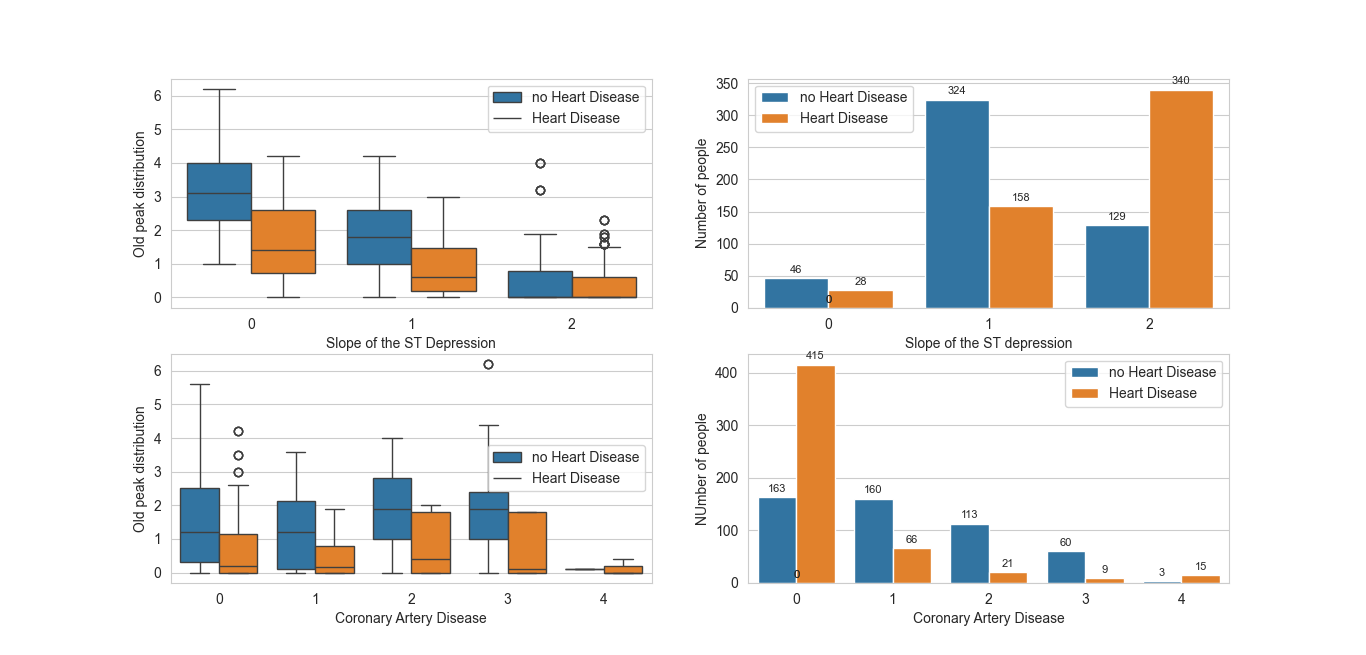 6
5
4
3
2
1
0
Old peak distribution
no Heart Disease
Heart Disease
0 1 2
Slope of the ST Depression
350
300
250
200
150
100
50
0
Number of people
no Heart Disease
Heart Disease
46
28
0
324
158
129
340
0 1 2
Slope of the ST depression
6
5
4
3
2
1
0
Old peak distribution
no Heart Disease
Heart Disease
0 1 2 3 4
Coronary Artery Disease
400
300
200
100
0
NUmber of people
no Heart Disease
Heart Disease
163
415
0
160
66
113
21
60
9
3
15
0 1 2 3 4
Coronary Artery Disease